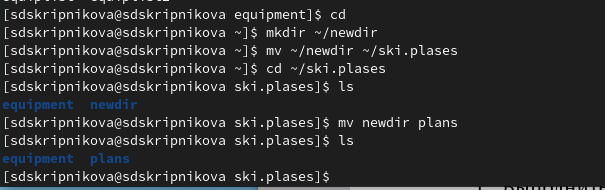 [sdskripnikova@sdskripnikova equipment]$ cd
[sdskripnikova@sdskripnikova ~]$ mkdir ~/newdir
[sdskripnikova@sdskripnikova ~]$ mv ~/newdir ~/ski.plases
[sdskripnikova@sdskripnikova ~]$ cd ~/ski.plases
[sdskripnikova@sdskripnikova ski.plases]$ ls
equipment newdir
[sdskripnikova@sdskripnikova ski.plases]$ mv newdir plans
[sdskripnikova@sdskripnikova ski.plases]$ ls
equipment plans
[sdskripnikova@sdskripnikova ski.plases]$